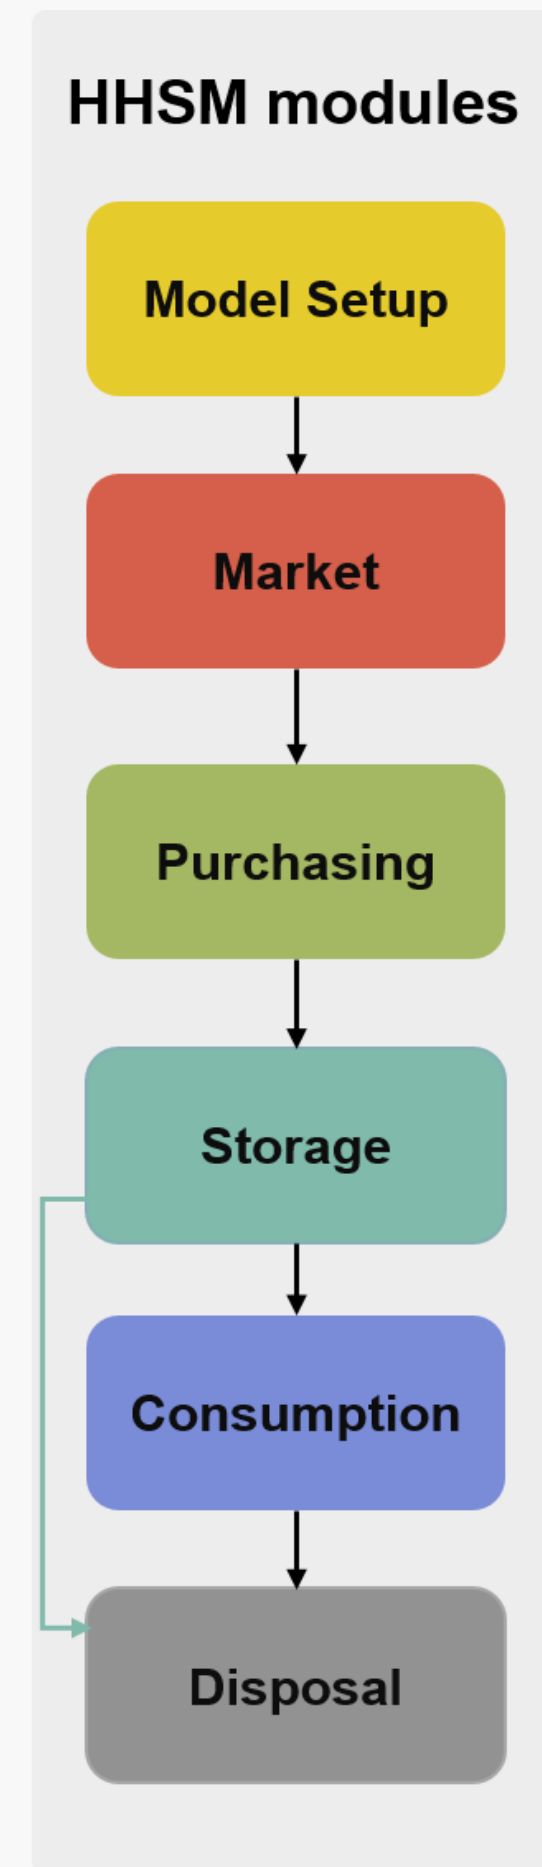 HHSM modules
Model Setup
Market
Purchasing
Storage
Consumption
Disposal